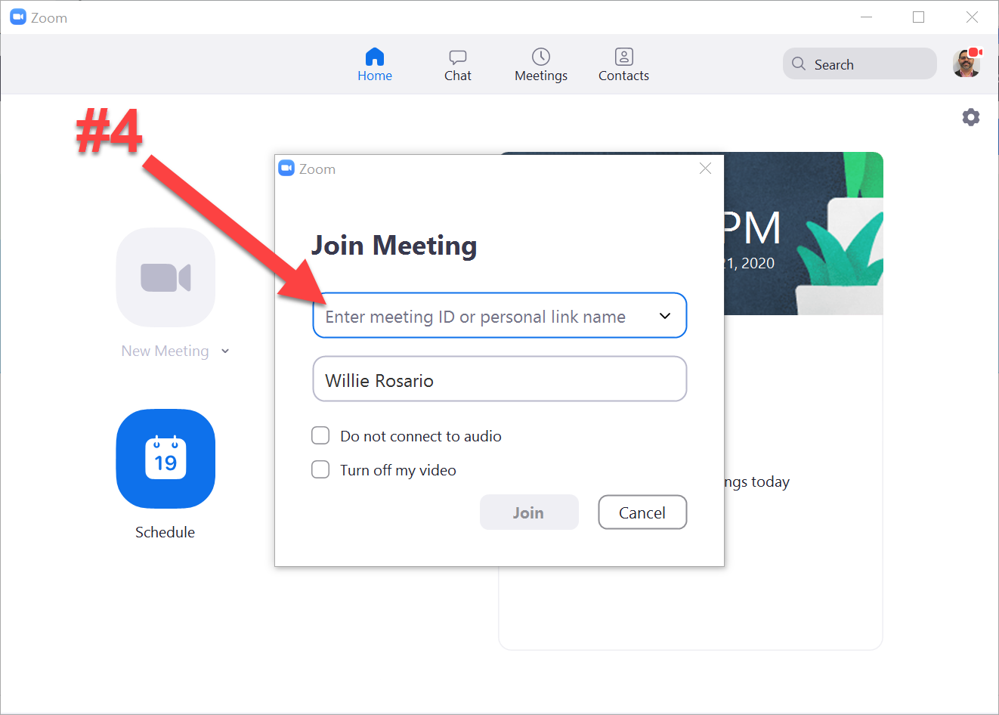 Zoom
Home
Chat
Meetings
Contacts
Search
#4
Zoom
PM
21, 2020
Join Meeting
Enter meeting ID or personal link name
Willie Rosario
Do not connect to audio
Turn off my video
Join
Cancel
New Meeting
19
Schedule
ngs today